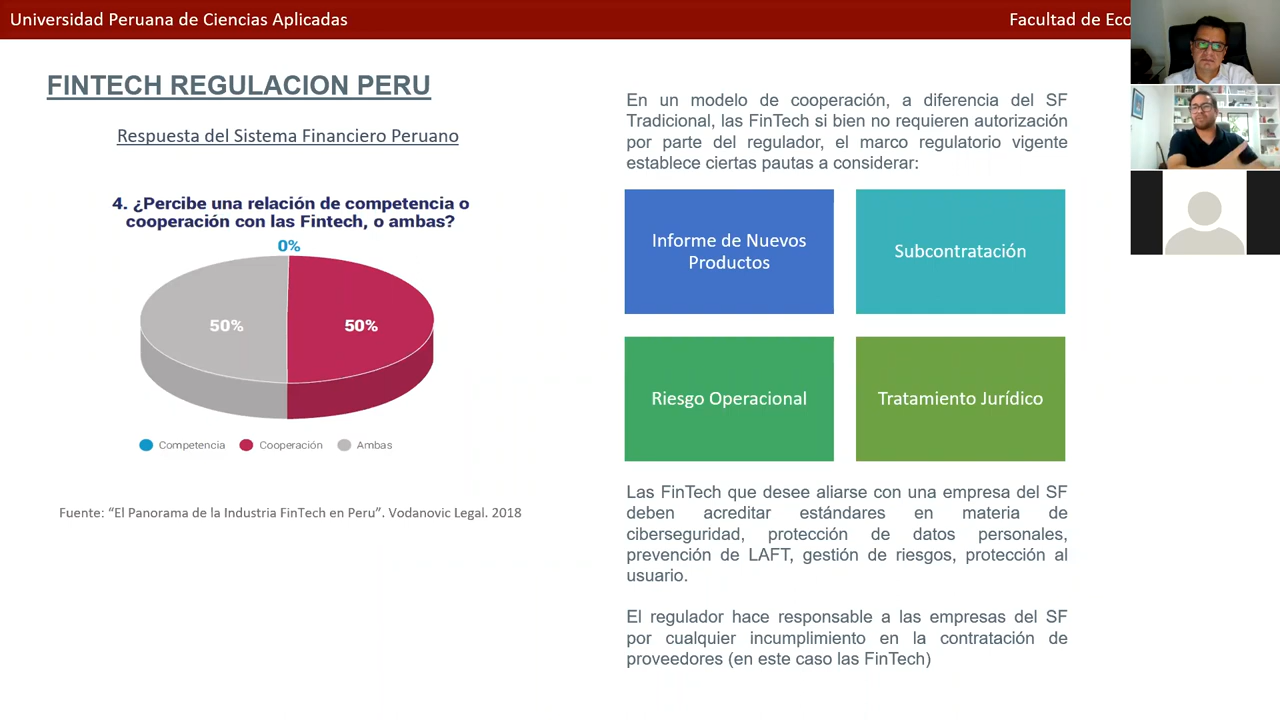 Universidad Peruana de Ciencias Aplicadas
Facultad de Eco
FINTECH REGULACION PERU
Respuesta del Sistema Financiero Peruano
4. ¿Percibe una relación de competencia o
cooperación con las Fintech, o ambas?
0%
50%
50%
Competencia
Cooperación
Ambas
Fuente: “El Panorama de la Industria FinTech en Peru”. Vodanovic Legal. 2018
En un modelo de cooperación, a diferencia del SF
Tradicional, las FinTech si bien no requieren autorización
por parte del regulador, el marco regulatorio vigente
establece ciertas pautas a considerar:
Informe de Nuevos
Productos
Subcontratación
Riesgo Operacional
Tratamiento Jurídico
Las FinTech que desee aliarse con una empresa del SF
deben acreditar estándares en materia de
ciberseguridad, protección de datos personales,
prevención de LAFT, gestión de riesgos, protección al
usuario.
El regulador hace responsable a las empresas del SF
por cualquier incumplimiento en la contratación de
proveedores (en este caso las FinTech)